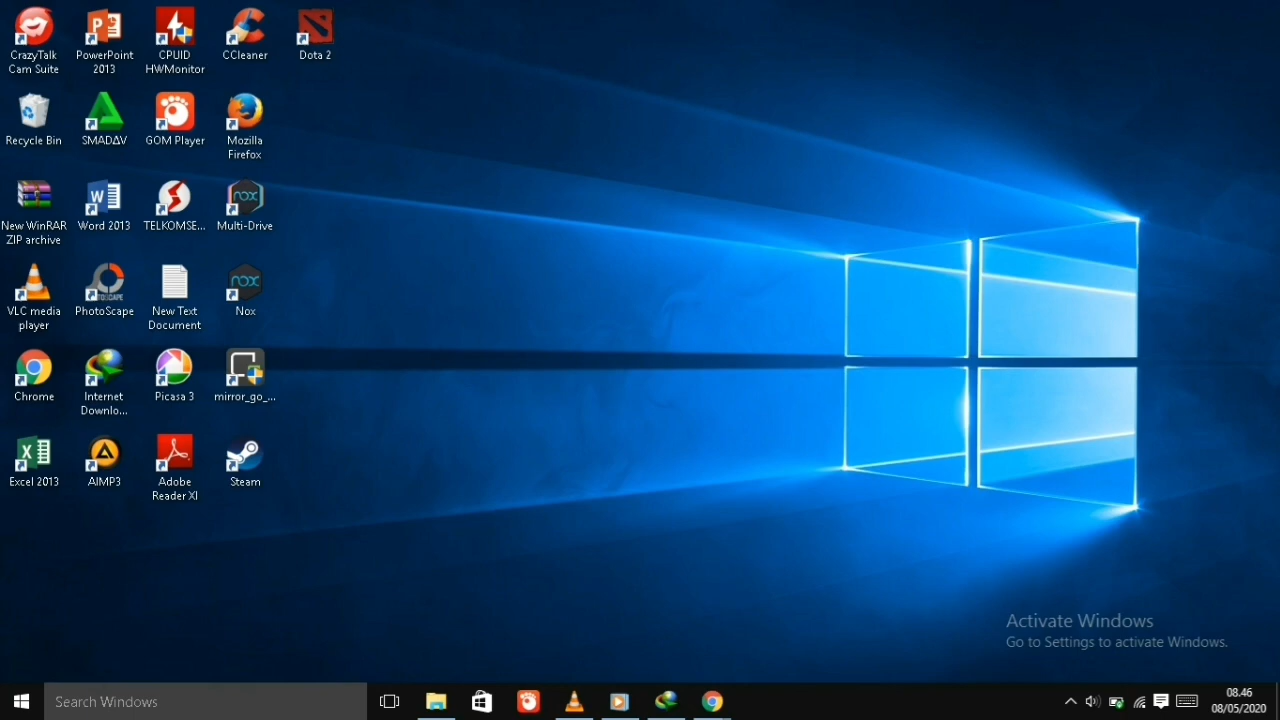 CrazyTalk
Cam Suite
PowerPoint
2013
CPUID
HWMonitor
CCleaner
Dota 2
Recycle Bin
SMADΔV
GOM Player
Mozilla
Firefox
New WinRAR
ZIP archive
Word 2013
TELKOMSE...
Multi-Drive
VLC media
player
PhotoScape
New Text
Document
Nox
Chrome
Internet
Downlo...
Picasa 3
mirror_go_...
Excel 2013
AIMP3
Adobe
Reader XI
Steam
Activate Windows
Go to Settings to activate Windows.
Search Windows
08.46
08/05/2020